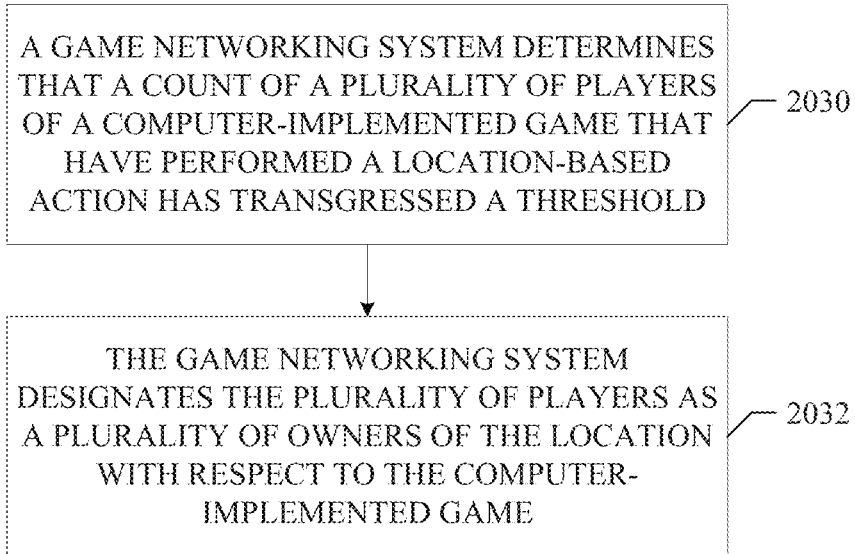 A GAME NETWORKING SYSTEM DETERMINES
THAT A COUNT OF A PLURALITY OF PLAYERS
OF A COMPUTER-IMPLEMENTED GAME THAT
HAVE PERFORMED A LOCATION-BASED
ACTION HAS TRANSGRESSED A THRESHOLD
2030
THE GAME NETWORKING SYSTEM
DESIGNATES THE PLURALITY OF PLAYERS AS
A PLURALITY OF OWNERS OF THE LOCATION
WITH RESPECT TO THE COMPUTER-
IMPLEMENTED GAME
2032